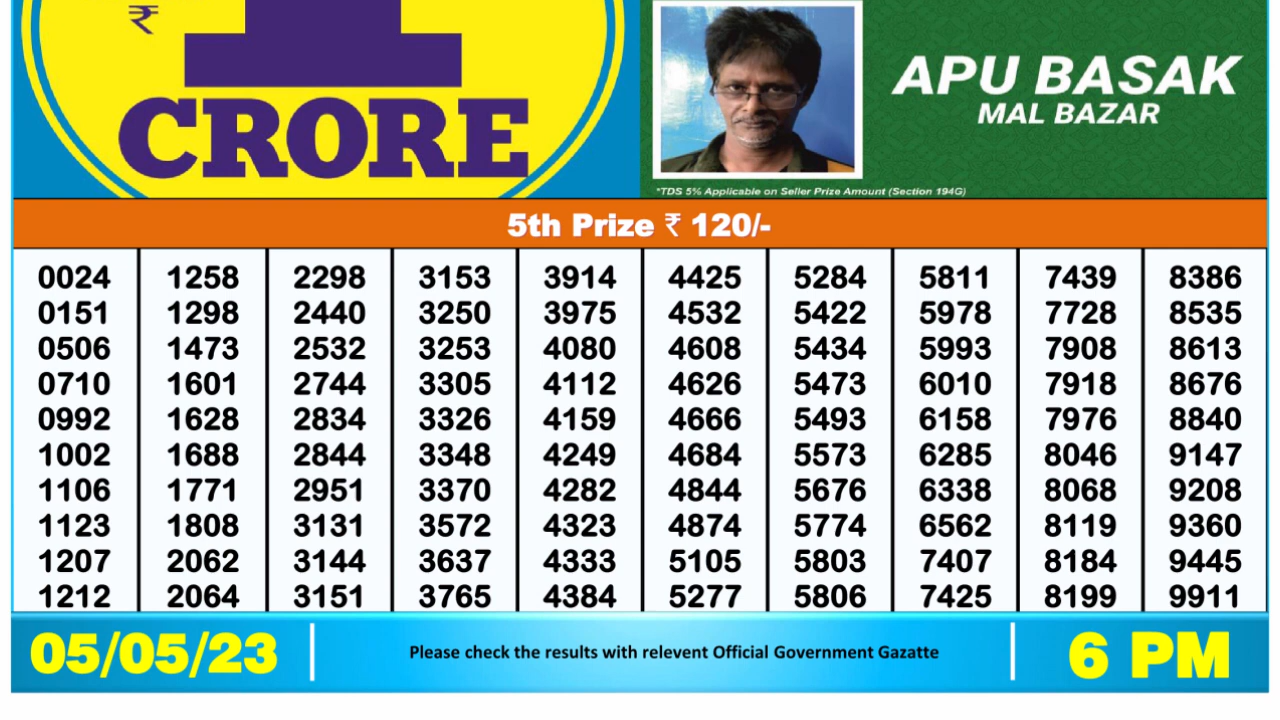 ₹
1
CRORE
APU BASAK
MAL BAZAR
*TDS 5% Applicable on Seller Prize Amount (Section 194G)
5th Prize ₹ 120/-
0024 1258 2298 3153 3914 4425 5284 5811 7439 8386
0151 1298 2440 3250 3975 4532 5422 5978 7728 8535
0506 1473 2532 3253 4080 4608 5434 5993 7908 8613
0710 1601 2744 3305 4112 4626 5473 6010 7918 8676
0992 1628 2834 3326 4159 4666 5493 6158 7976 8840
1002 1688 2844 3348 4249 4684 5573 6285 8046 9147
1106 1771 2951 3370 4282 4844 5676 6338 8068 9208
1123 1808 3131 3572 4323 4874 5774 6562 8119 9360
1207 2062 3144 3637 4333 5105 5803 7407 8184 9445
1212 2064 3151 3765 4384 5277 5806 7425 8199 9911
05/05/23
Please check the results with relevent Official Government Gazatte
6 PM